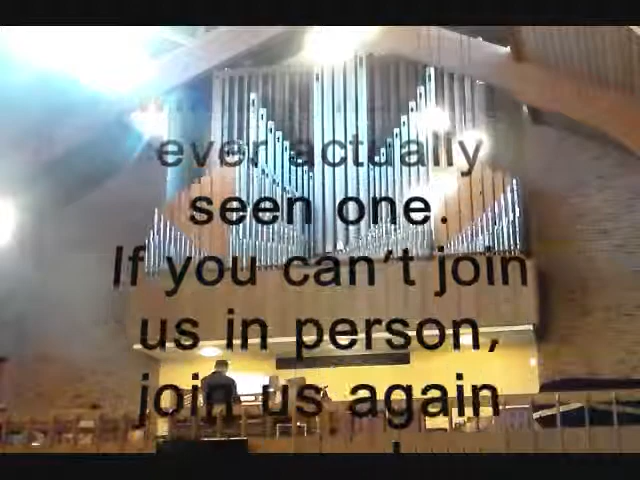 ever actually
seen one.
If you can't join
us in person,
join us again